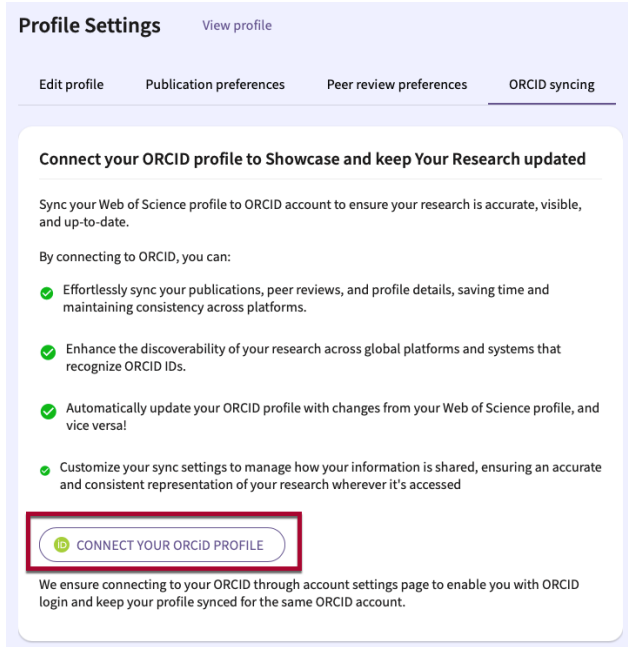 Profile Settings View profile
Edit profile Publication preferences Peer review preferences ORCID syncing
Connect your ORCID profile to Showcase and keep Your Research updated
Sync your Web of Science profile to ORCID account to ensure your research is accurate, visible,
and up-to-date.
By connecting to ORCID, you can:
Effortlessly sync your publications, peer reviews, and profile details, saving time and
maintaining consistency across platforms.
Enhance the discoverability of your research across global platforms and systems that
recognize ORCID IDs.
Automatically update your ORCID profile with changes from your Web of Science profile, and
vice versa!
Customize your sync settings to manage how your information is shared, ensuring an accurate
and consistent representation of your research wherever it's accessed
iD CONNECT YOUR ORCiD PROFILE
We ensure connecting to your ORCID through account settings page to enable you with ORCID
login and keep your profile synced for the same ORCID account.